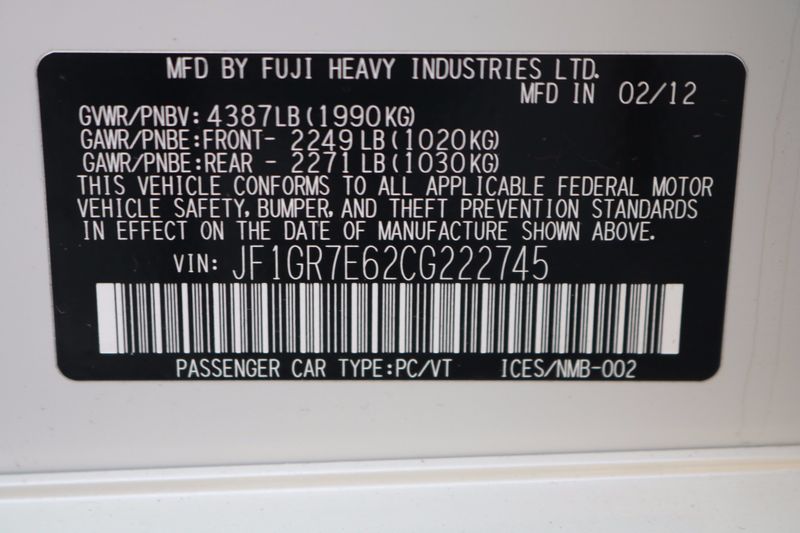 MFD BY FUJI HEAVY INDUSTRIES LTD.
MFD IN 02/12
GVWR/PNBV: 4387LB(1990KG)
GAWR/PNBE:FRONT- 2249LB(1020KG)
GAWR/PNBE:REAR - 2271LB(1030KG)
THIS VEHICLE CONFORMS TO ALL APPLICABLE FEDERAL MOTOR
VEHICLE SAFETY, BUMPER, AND THEFT PREVENTION STANDARDS
IN EFFECT ON THE DATE OF MANUFACTURE SHOWN ABOVE.
VIN: JF1GR7E62CG222745
PASSENGER CAR TYPE:PC/VT ICES/NMB-002